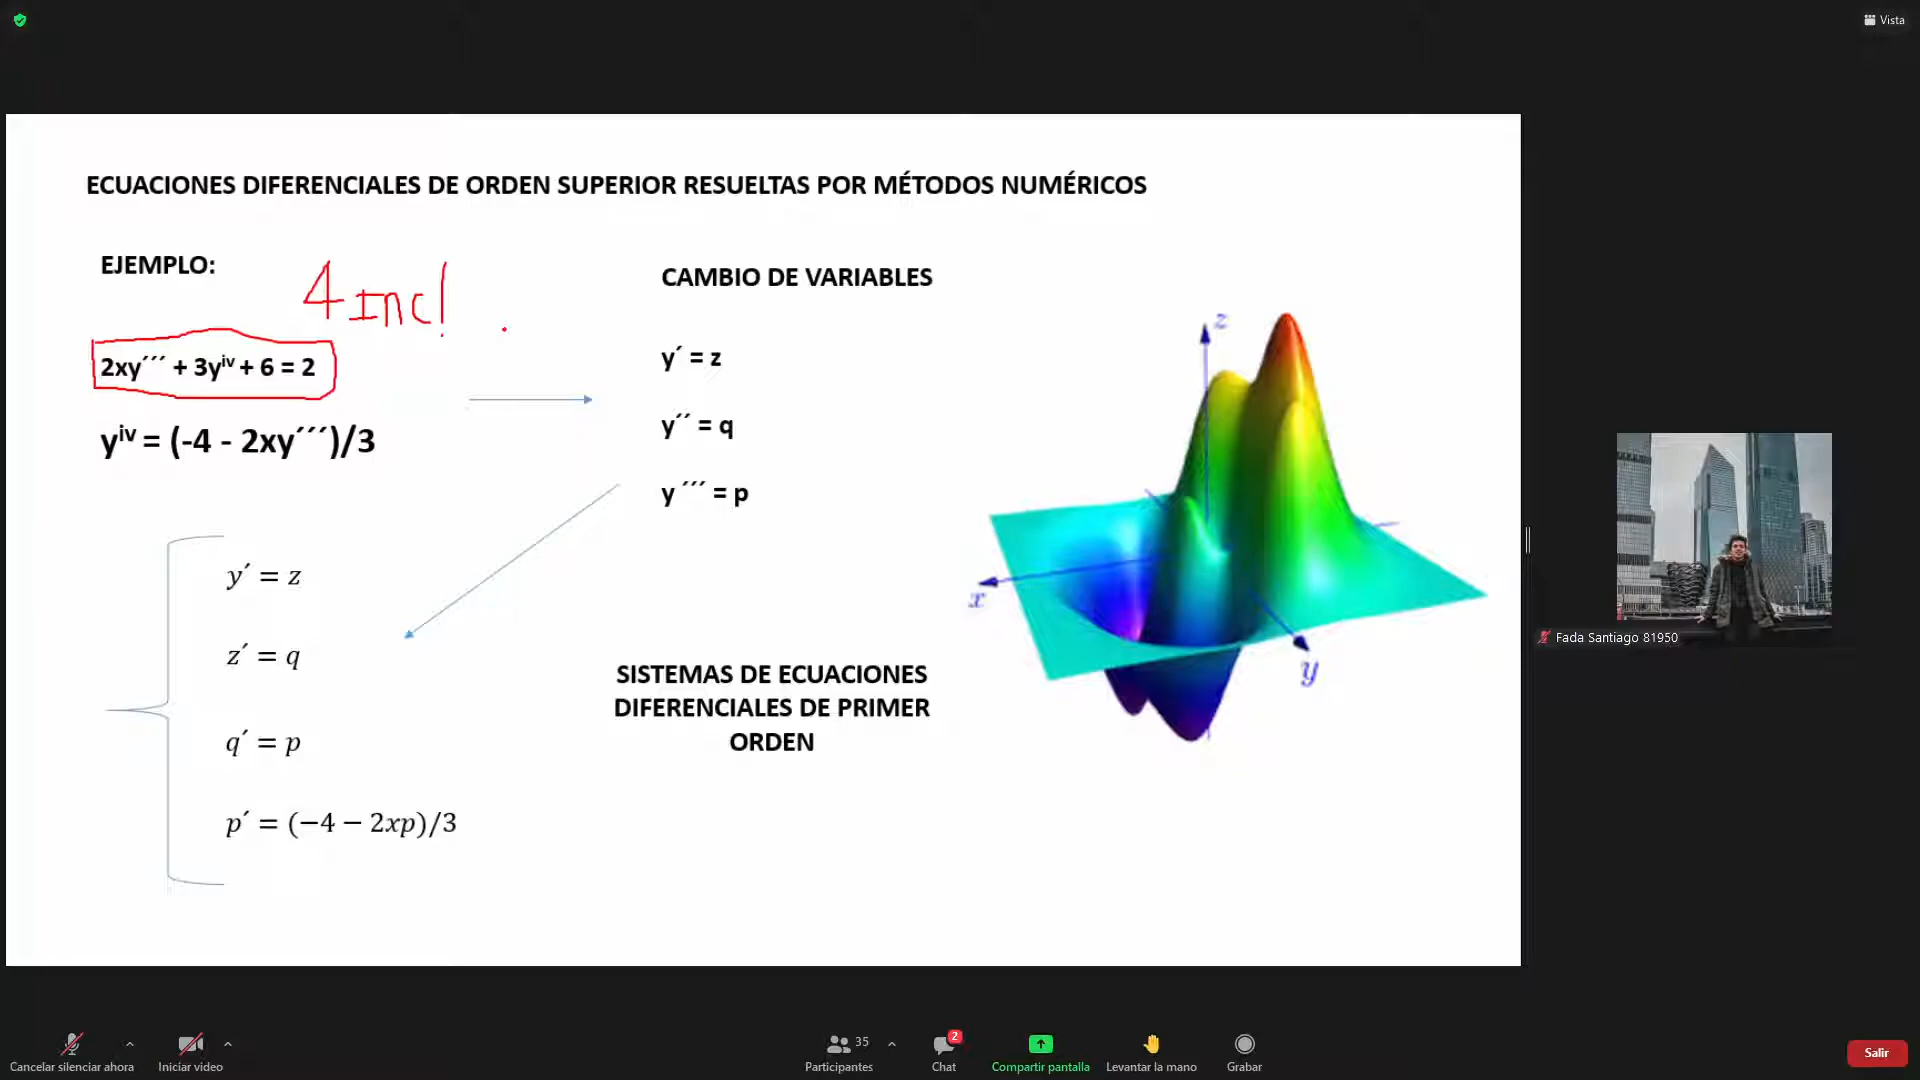 Vista
ECUACIONES DIFERENCIALES DE ORDEN SUPERIOR RESUELTAS POR MÉTODOS NUMÉRICOS
EJEMPLO:
4 Inc!
2xy´´´ + 3yⁱᵛ + 6 = 2
yⁱᵛ = (-4 - 2xy´´´)/3
CAMBIO DE VARIABLES
y´ = z
y´´ = q
y ´´´ = p
y´ = z
z´ = q
q´ = p
p´ = (−4 − 2xp)/3
SISTEMAS DE ECUACIONES
DIFERENCIALES DE PRIMER
ORDEN
z
x
y
Fada Santiago 81950
Cancelar silenciar ahora
Iniciar video
35
Participantes
2
Chat
Compartir pantalla
Levantar la mano
Grabar
Salir